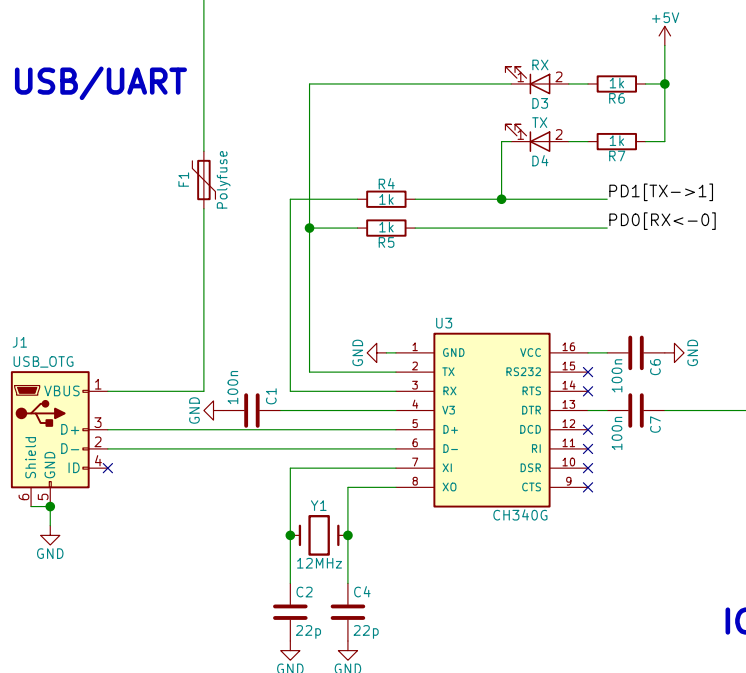 +5V
USB/UART
RX
1
2
1k
D3
R6
TX
1
2
1k
D4
R7
F1
Polyfuse
R4
1k
PD1[TX->1]
1k
R5
PD0[RX<-0]
J1
USB_OTG
VBUS
1
D+
3
D-
2
ID
4
Shield
GND
6
5
GND
GND
100n
C1
U3
GND
1
GND
2
TX
3
RX
4
V3
5
D+
6
D-
7
XI
8
XO
VCC
16
RS232
15
RTS
14
DTR
13
DCD
12
RI
11
DSR
10
CTS
9
CH340G
100n
C6
GND
100n
C7
Y1
12MHz
C2
22p
GND
C4
22p
GND